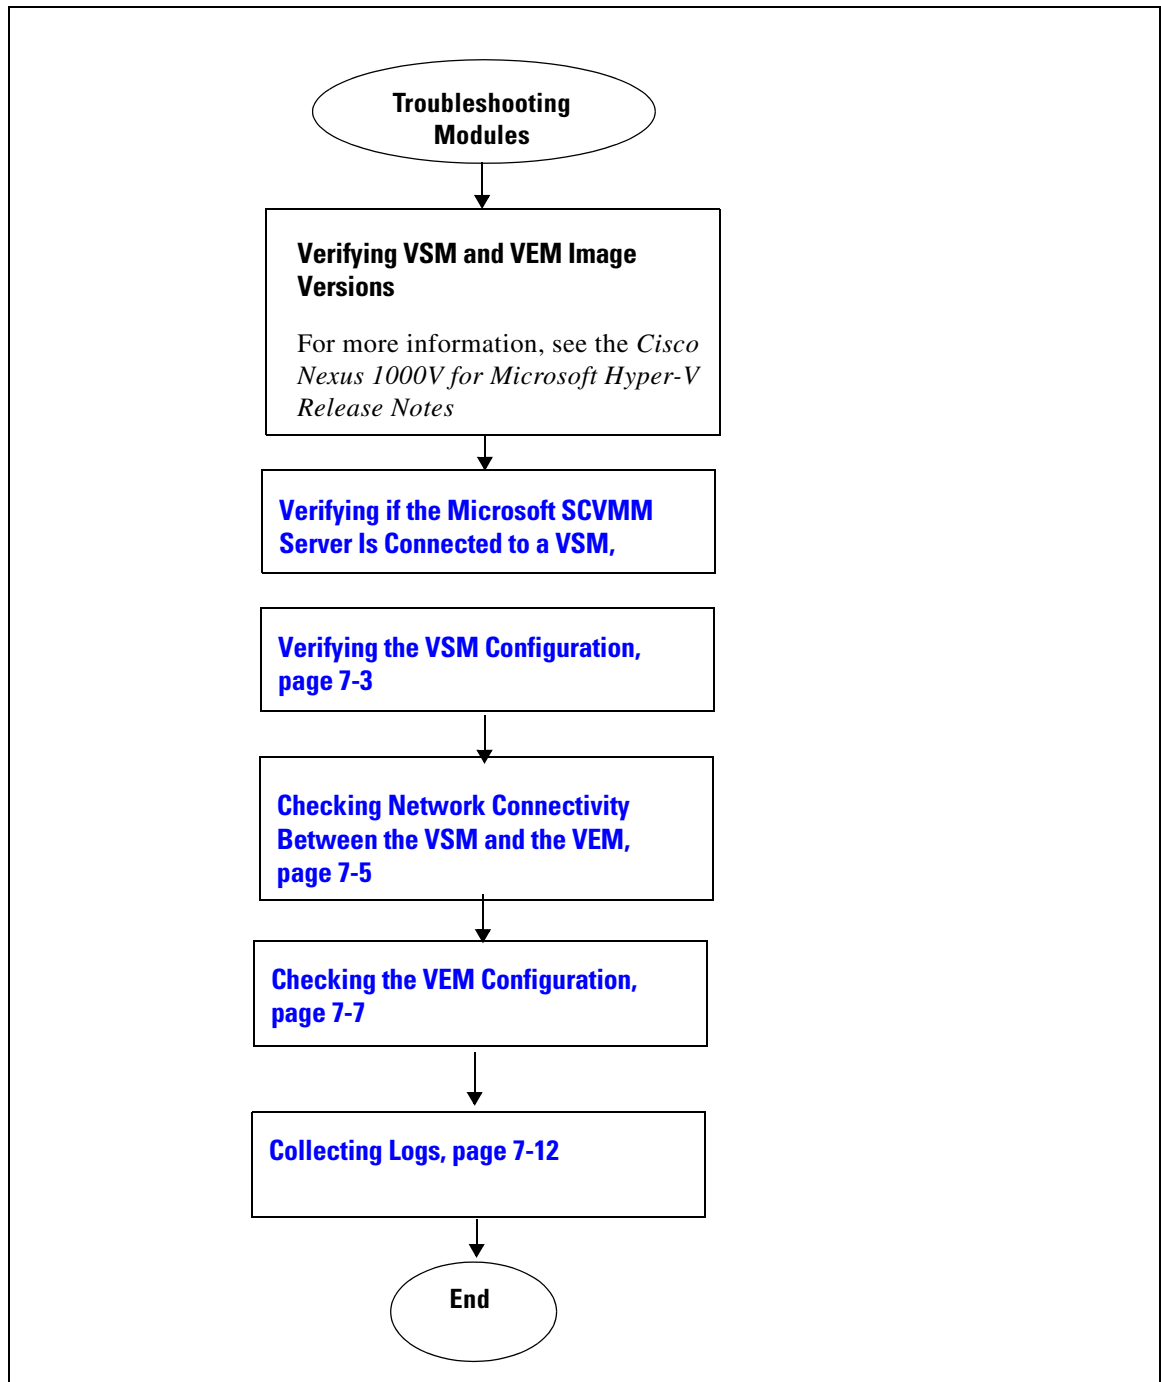 Troubleshooting
Modules
Verifying VSM and VEM Image
Versions
For more information, see the Cisco
Nexus 1000V for Microsoft Hyper-V
Release Notes
Verifying if the Microsoft SCVMM
Server Is Connected to a VSM,
Verifying the VSM Configuration,
page 7-3
Checking Network Connectivity
Between the VSM and the VEM,
page 7-5
Checking the VEM Configuration,
page 7-7
Collecting Logs, page 7-12
End